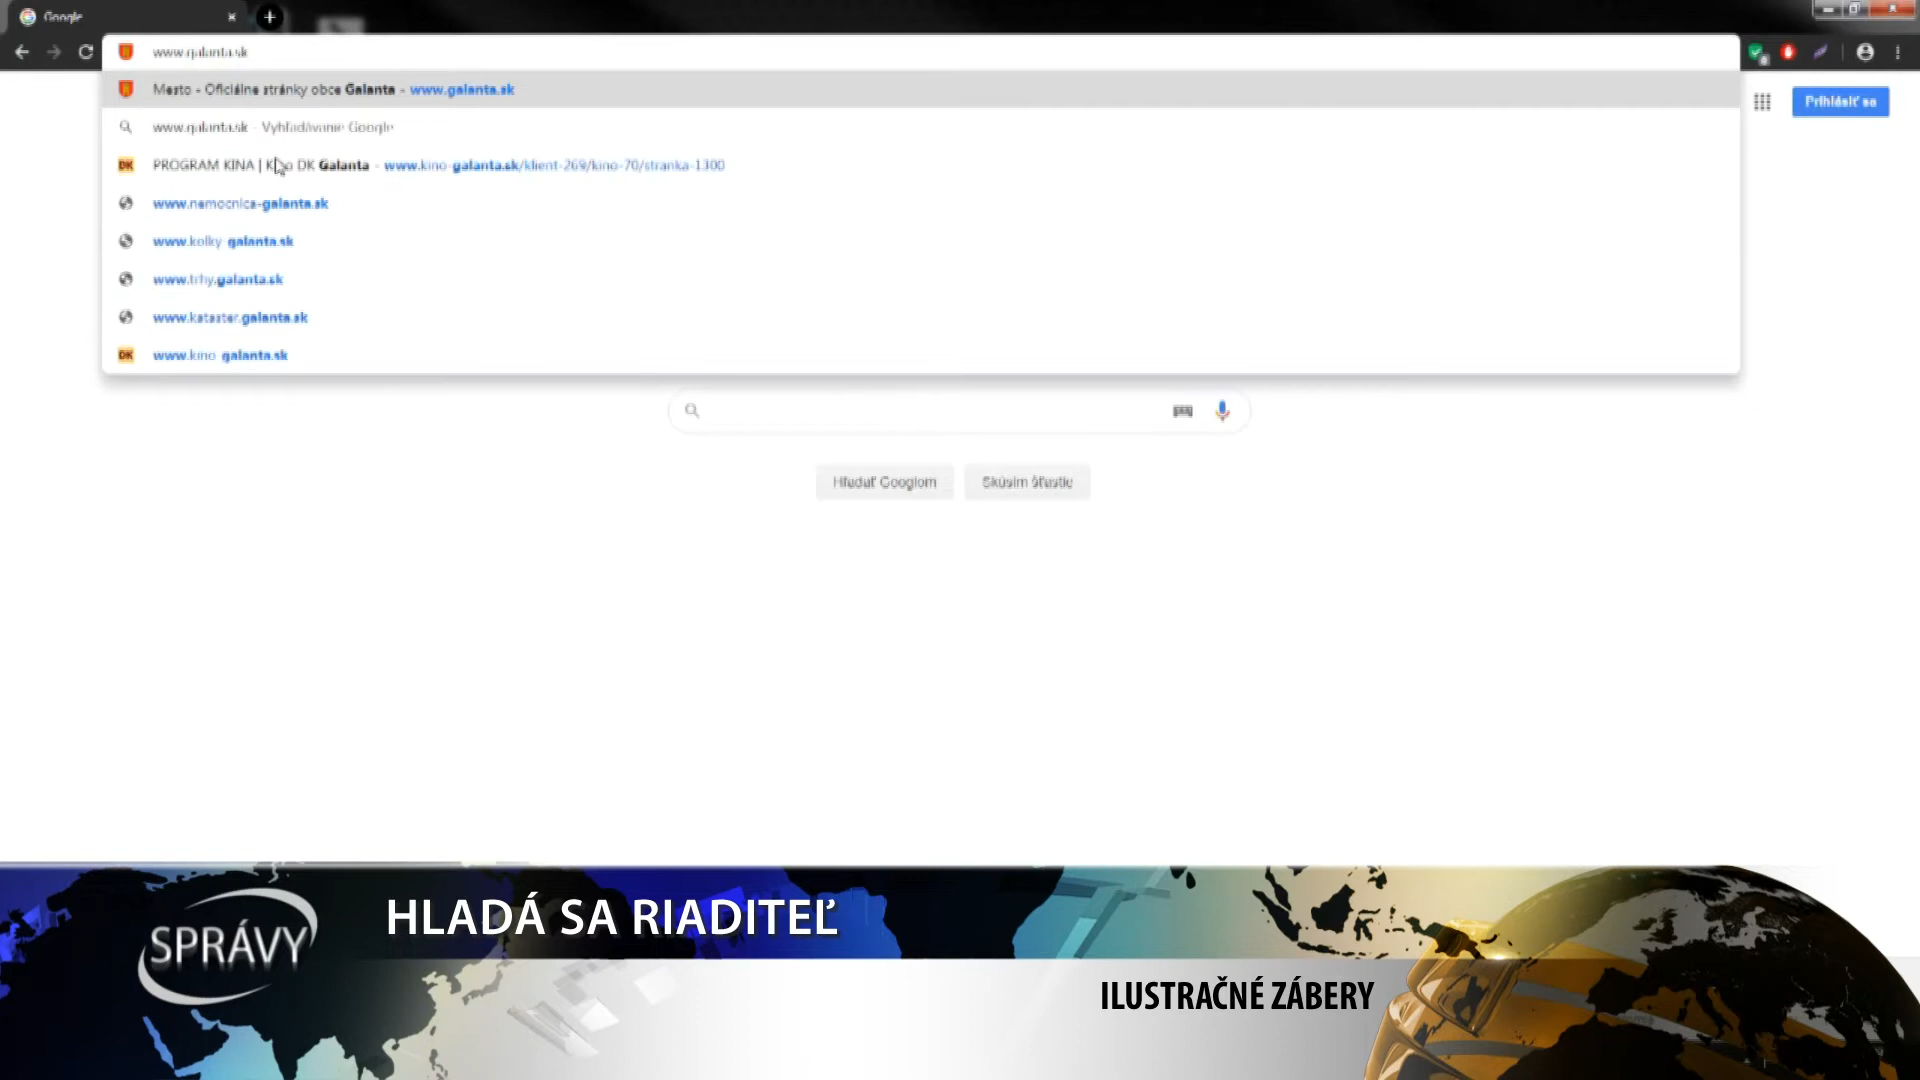 Google
www.galanta.sk
Mesto - Oficiálne stránky obce Galanta - www.galanta.sk
www.galanta.sk - Vyhľadávanie Google
PROGRAM KINA | Kino DK Galanta - www.kino-galanta.sk/klient-269/kino-70/stranka-1300
www.nemocnica-galanta.sk
www.kolky-galanta.sk
www.trhy.galanta.sk
www.kataster.galanta.sk
DK www.kino-galanta.sk
Prihlásiť sa
Hľadať Googlom
Skúsim šťastie
SPRÁVY
HLADÁ SA RIADITEĽ
ILUSTRAČNÉ ZÁBERY